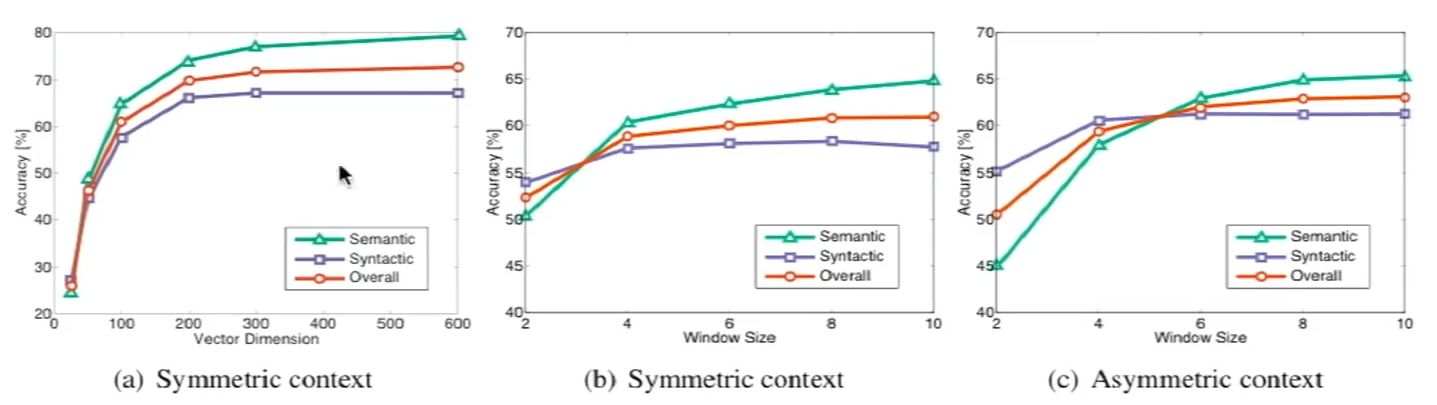 80
70
60
50
40
30
20
0 100 200 300 400 500 600
Accuracy [%]
Vector Dimension
Semantic
Syntactic
Overall
(a) Symmetric context
70
65
60
55
50
45
40
2 4 6 8 10
Accuracy [%]
Window Size
Semantic
Syntactic
Overall
(b) Symmetric context
70
65
60
55
50
45
40
2 4 6 8 10
Accuracy [%]
Window Size
Semantic
Syntactic
Overall
(c) Asymmetric context